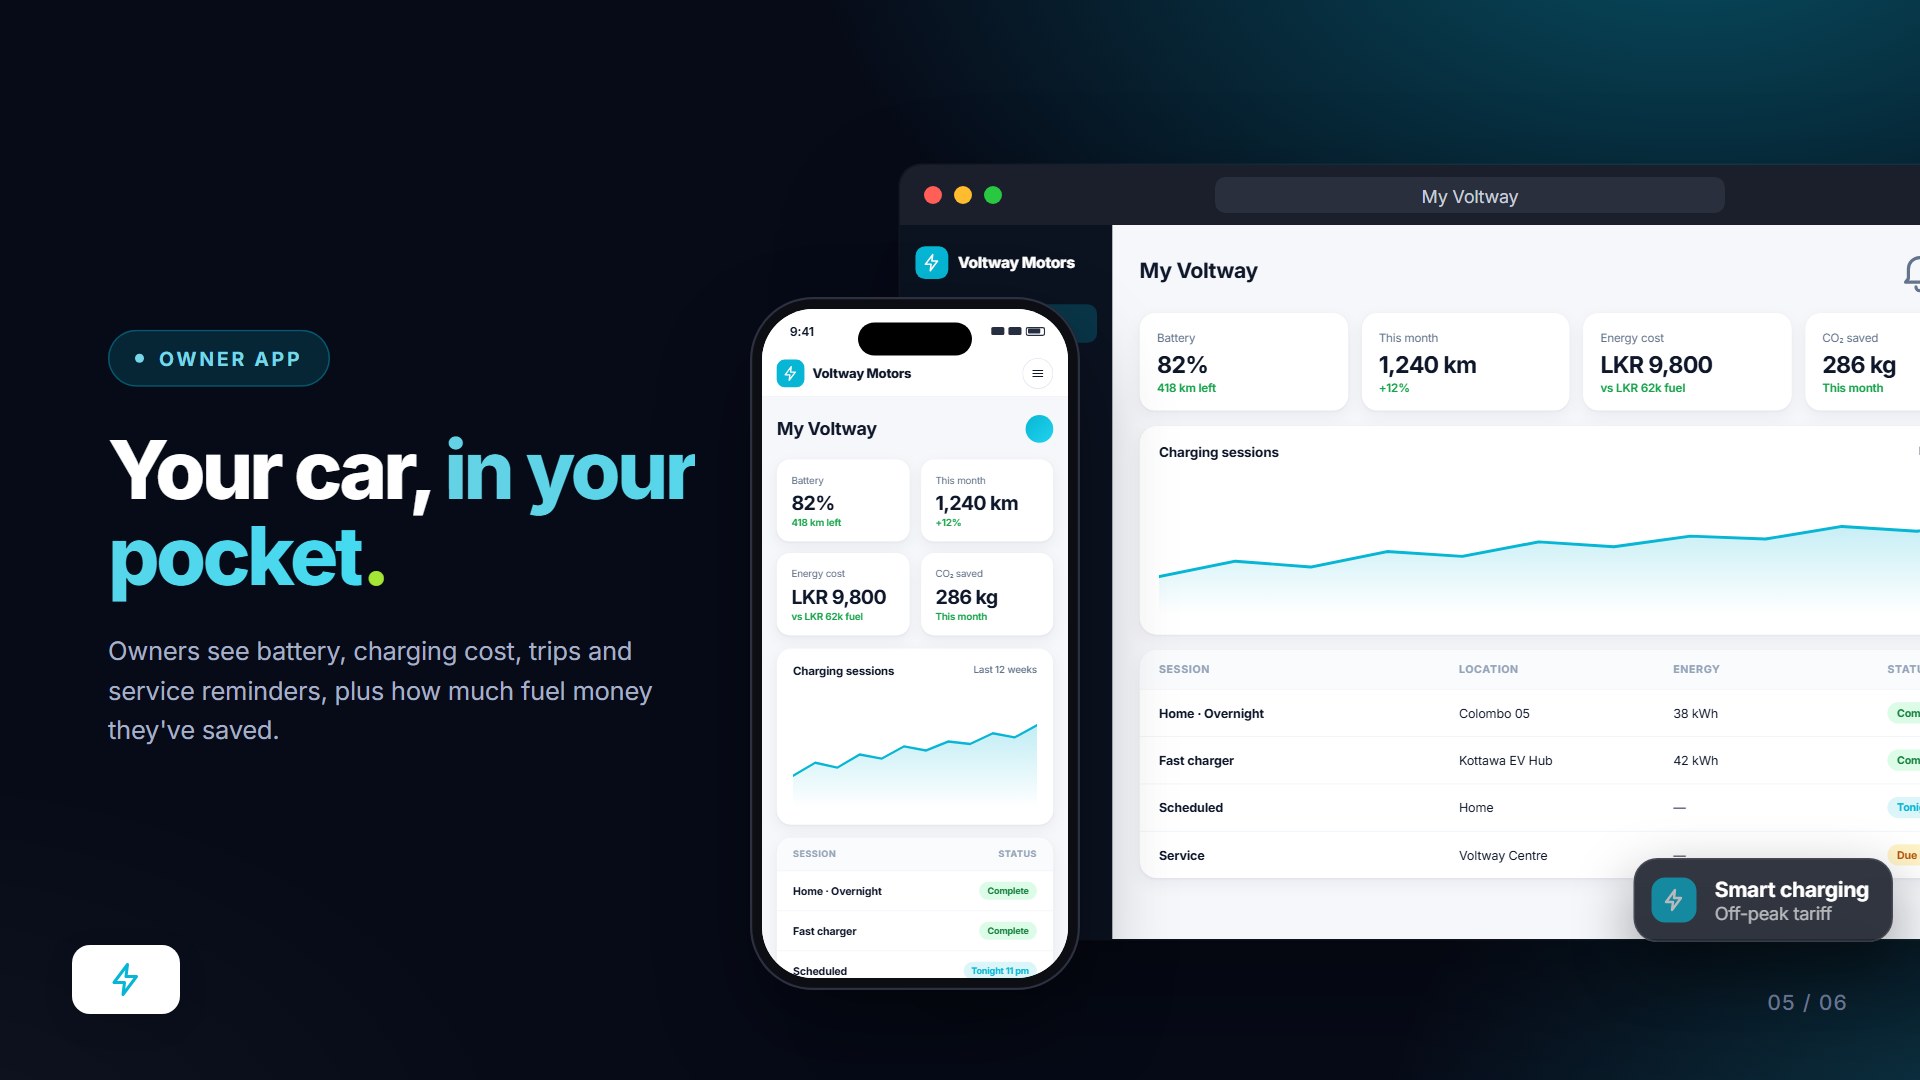 OWNER APP
Your car, in your
pocket.
Owners see battery, charging cost, trips and
service reminders, plus how much fuel money
they've saved.
9:41
Voltway Motors
My Voltway
Battery
82%
418 km left
This month
1,240 km
+12%
Energy cost
LKR 9,800
vs LKR 62k fuel
CO₂ saved
286 kg
This month
Charging sessions
Last 12 weeks
SESSION STATUS
Home · Overnight Complete
Fast charger Complete
Scheduled Tonight 11 pm
My Voltway
Voltway Motors
My Voltway
Battery
82%
418 km left
This month
1,240 km
+12%
Energy cost
LKR 9,800
vs LKR 62k fuel
CO₂ saved
286 kg
This month
Charging sessions
SESSION LOCATION ENERGY
Home · Overnight Colombo 05 38 kWh
Fast charger Kottawa EV Hub 42 kWh
Scheduled Home —
Service Voltway Centre — Due
Smart charging
Off-peak tariff
05 / 06